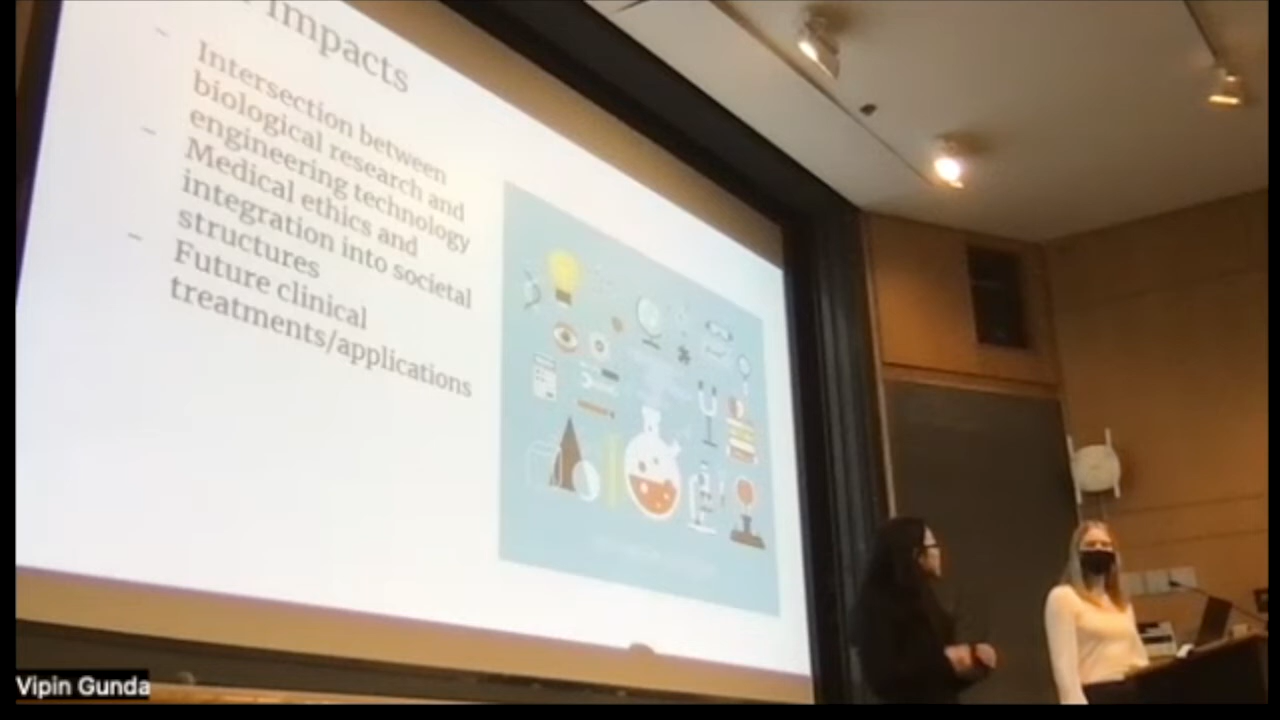 Impacts
- Intersection between
biological research and
engineering technology
- Medical ethics and
integration into societal
structures
- Future clinical
treatments/applications
Vipin Gunda